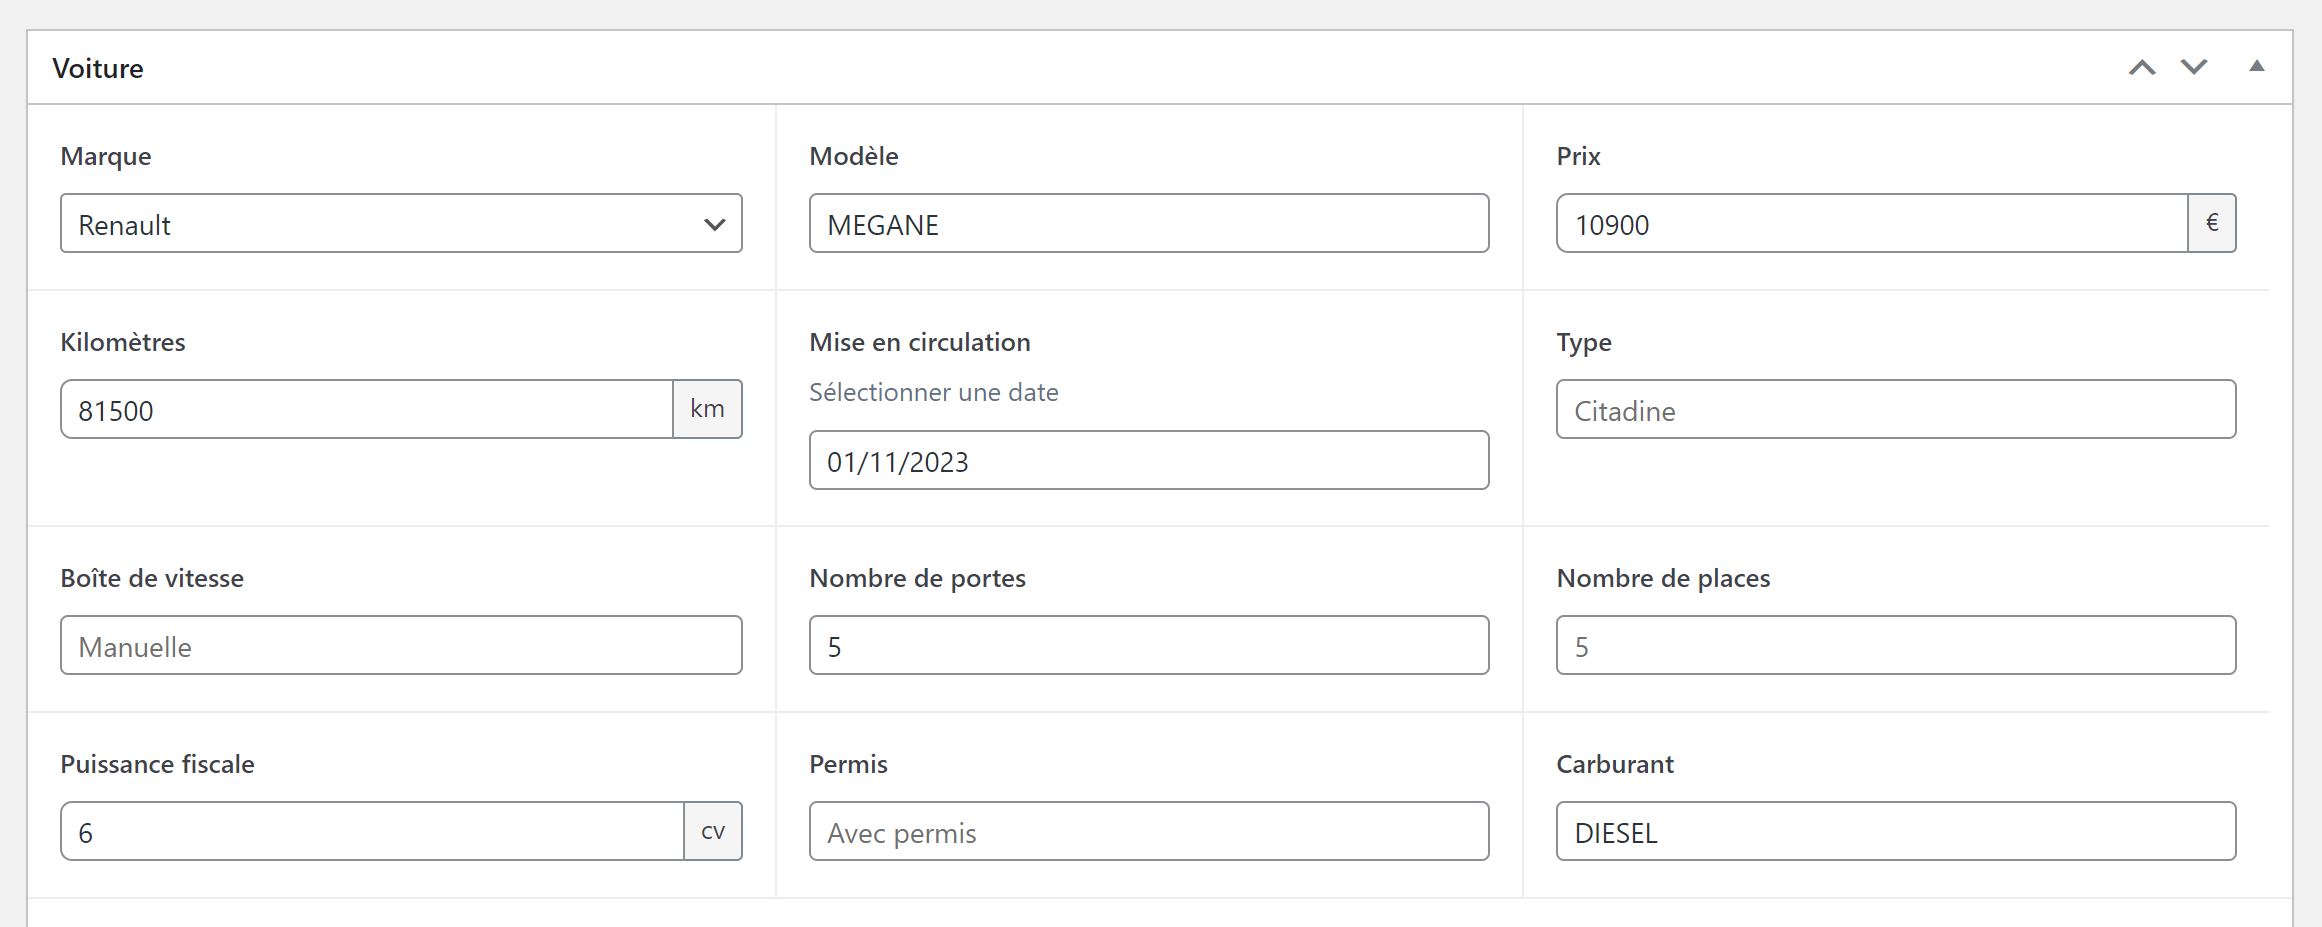 Voiture
Marque
Modèle
Prix
Renault
MEGANE
10900
€
Kilomètres
Mise en circulation
Type
Sélectionner une date
81500
km
Citadine
01/11/2023
Boîte de vitesse
Nombre de portes
Nombre de places
Manuelle
5
5
Puissance fiscale
Permis
Carburant
6
cv
Avec permis
DIESEL